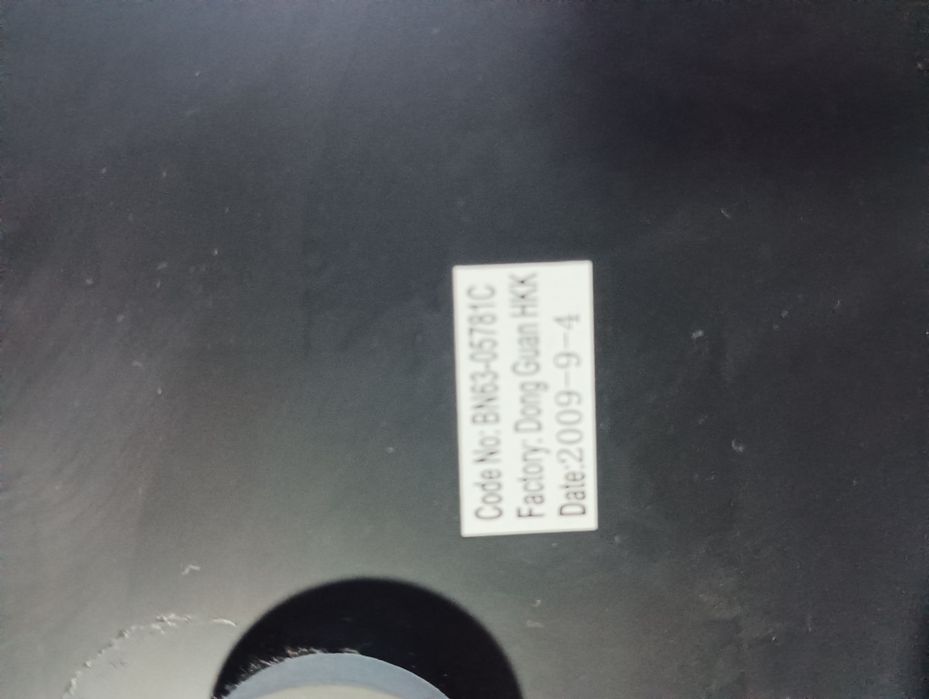 Code No: BN63-05781C
Factory: Dong Guan HKK
Date:2009-9-4